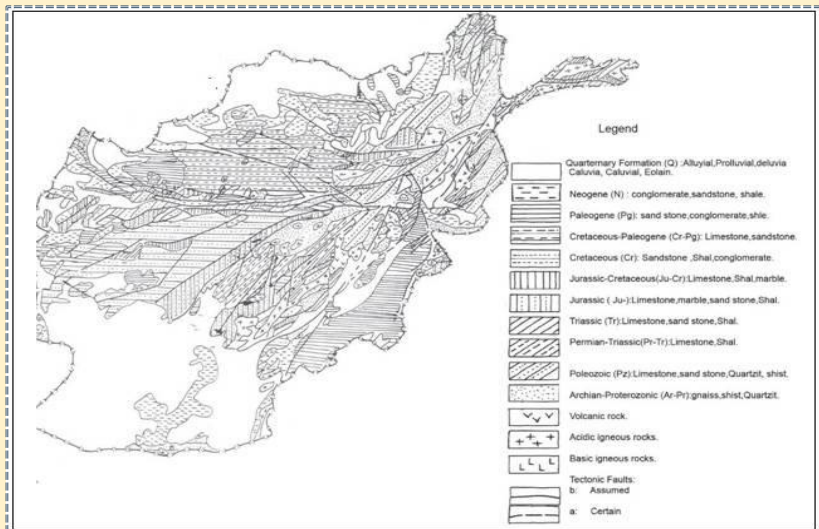 Legend
Quarternary Formation (Q) :Alluyial,Prolluvial,deluvia
Caluvia, Caluvial, Eolain.
Neogene (N) : conglomerate,sandstone, shale.
Paleogene (Pg): sand stone,conglomerate,shle.
Cretaceous-Paleogene (Cr-Pg): Limestone,sandstone.
Cretaceous (Cr): Sandstone ,Shal,conglomerate.
Jurassic-Cretaceous(Ju-Cr):Limestone,Shal,marble.
Jurassic ( Ju-):Limestone,marble,sand stone,Shal.
Triassic (Tr):Limestone,sand stone,Shal.
Permian-Triassic(Pr-Tr):Limestone,Shal.
Poleozoic (Pz):Limestone,sand stone,Quartzit, shist.
Archian-Proterozonic (Ar-Pr):gnaiss,shist,Quartzit.
Volcanic rock.
Acidic igneous rocks.
Basic igneous rocks.
Tectonic Faults:
b: Assumed
a: Certain